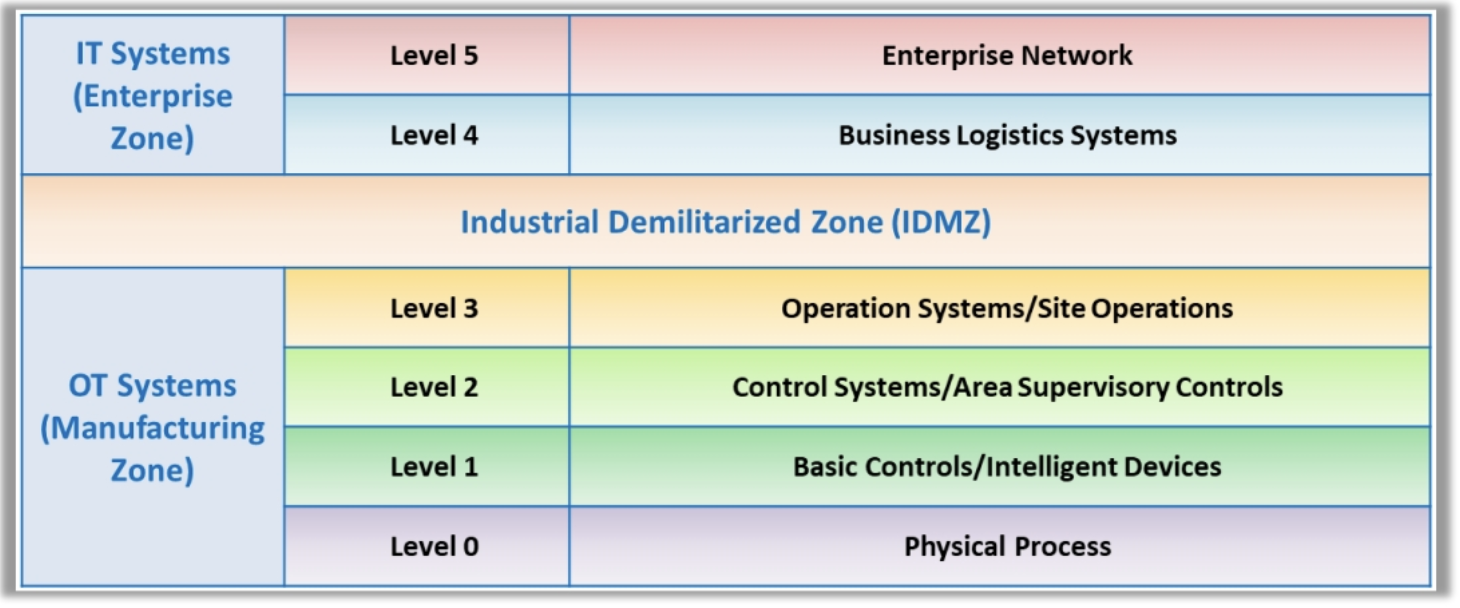 IT Systems
(Enterprise
Zone)
Level 5
Enterprise Network
Level 4
Business Logistics Systems
Industrial Demilitarized Zone (IDMZ)
OT Systems
(Manufacturing
Zone)
Level 3
Operation Systems/Site Operations
Level 2
Control Systems/Area Supervisory Controls
Level 1
Basic Controls/Intelligent Devices
Level 0
Physical Process